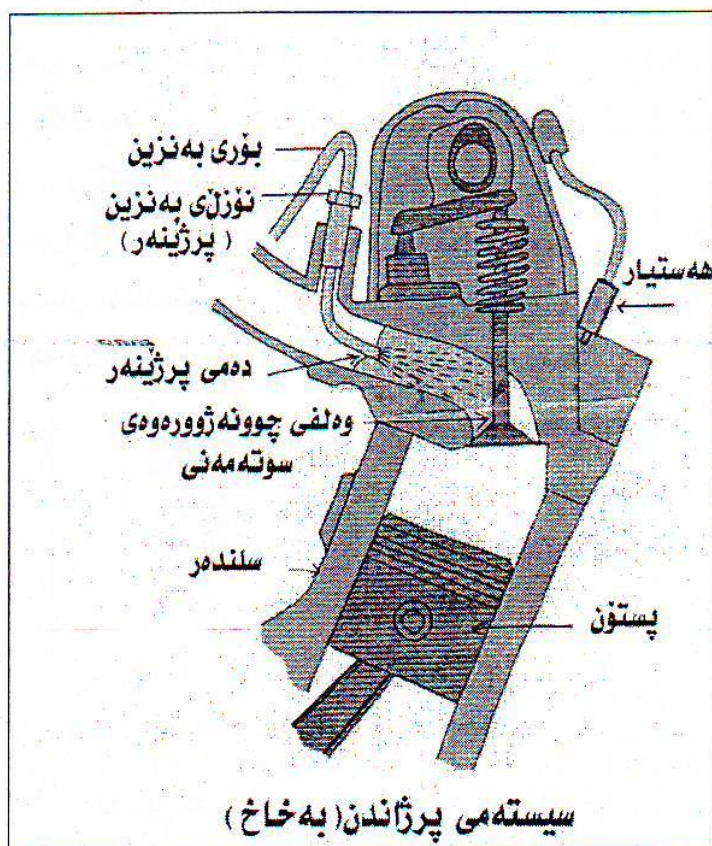 بۆری بەنزین
نۆزڵی بەنزین
( پرژێنەر)
هەستیار
دەمی پرژێنەر
وەلفی چوونەژوورەوەی
سوتەمەنی
سلندەر
پستۆن
سیستەمی پرژاندن( بەخاخ )